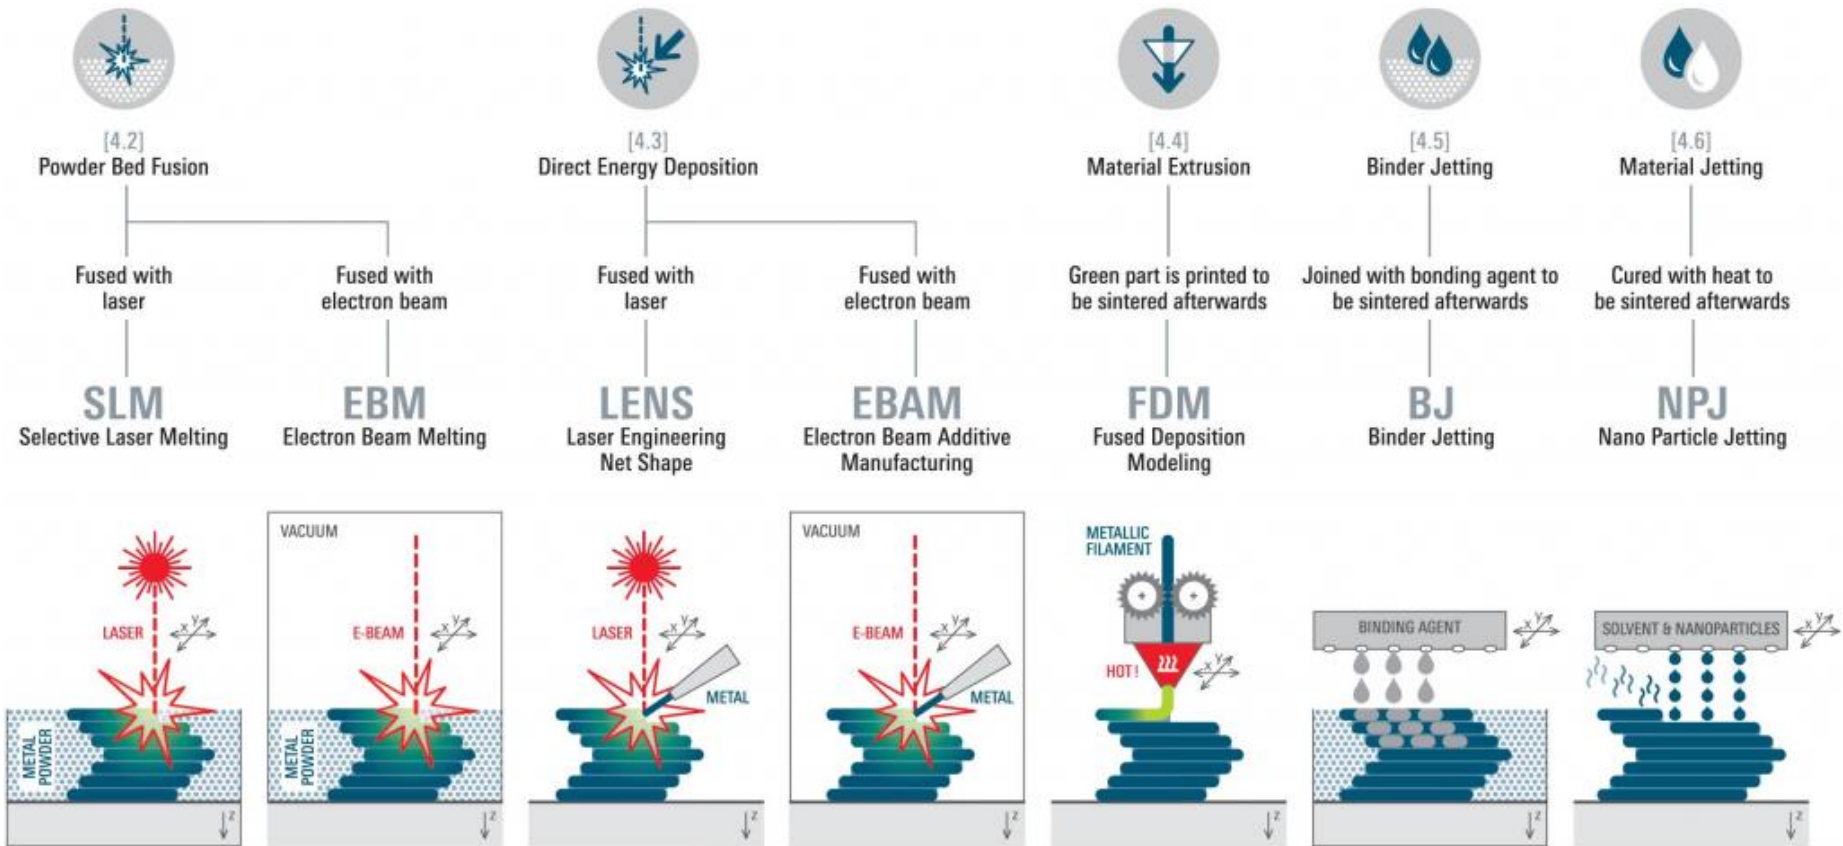 [4.2]
Powder Bed Fusion
[4.3]
Direct Energy Deposition
[4.4]
Material Extrusion
[4.5]
Binder Jetting
[4.6]
Material Jetting
Fused with
laser
Fused with
electron beam
Fused with
laser
Fused with
electron beam
Green part is printed to
be sintered afterwards
Joined with bonding agent to
be sintered afterwards
Cured with heat to
be sintered afterwards
SLM
Selective Laser Melting
EBM
Electron Beam Melting
LENS
Laser Engineering
Net Shape
EBAM
Electron Beam Additive
Manufacturing
FDM
Fused Deposition
Modeling
BJ
Binder Jetting
NPJ
Nano Particle Jetting
LASER
x y
METAL
POWDER
z
VACUUM
E-BEAM
x y
METAL
POWDER
z
LASER
x y
METAL
z
VACUUM
E-BEAM
x y
METAL
z
METALLIC
FILAMENT
HOT!
x y
z
BINDING AGENT
x y
z
SOLVENT & NANOPARTICLES
x y
z